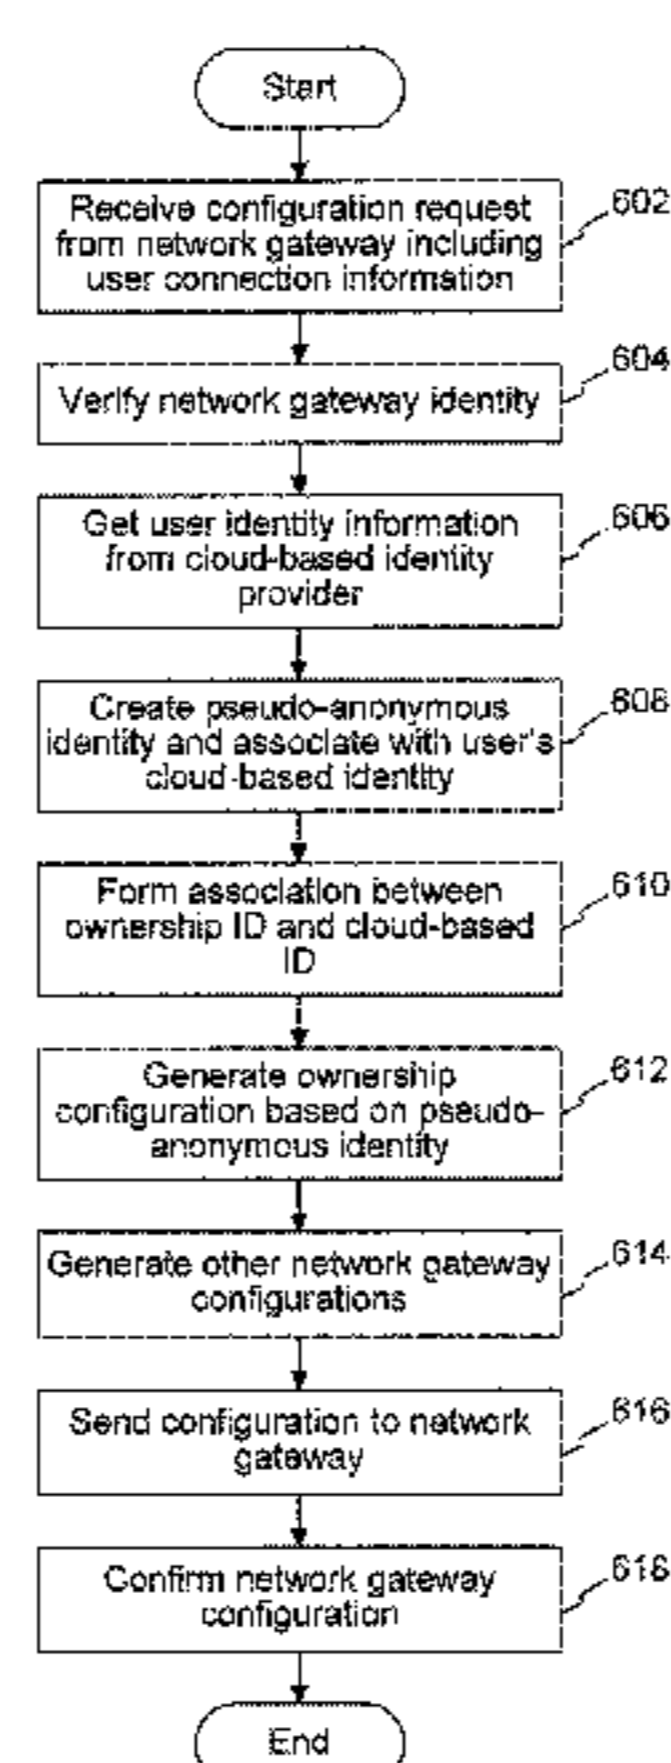 Start
Receive configuration request
from network gateway including
user connection information
602
Verify network gateway identity
604
Get user identity information
from cloud-based identity
provider
606
Create pseudo-anonymous
identity and associate with user's
cloud-based identity
608
Form association between
ownership ID and cloud-based
ID
610
Generate ownership
configuration based on pseudo-
anonymous identity
612
Generate other network gateway
configurations
614
Send configuration to network
gateway
616
Confirm network gateway
configuration
618
End